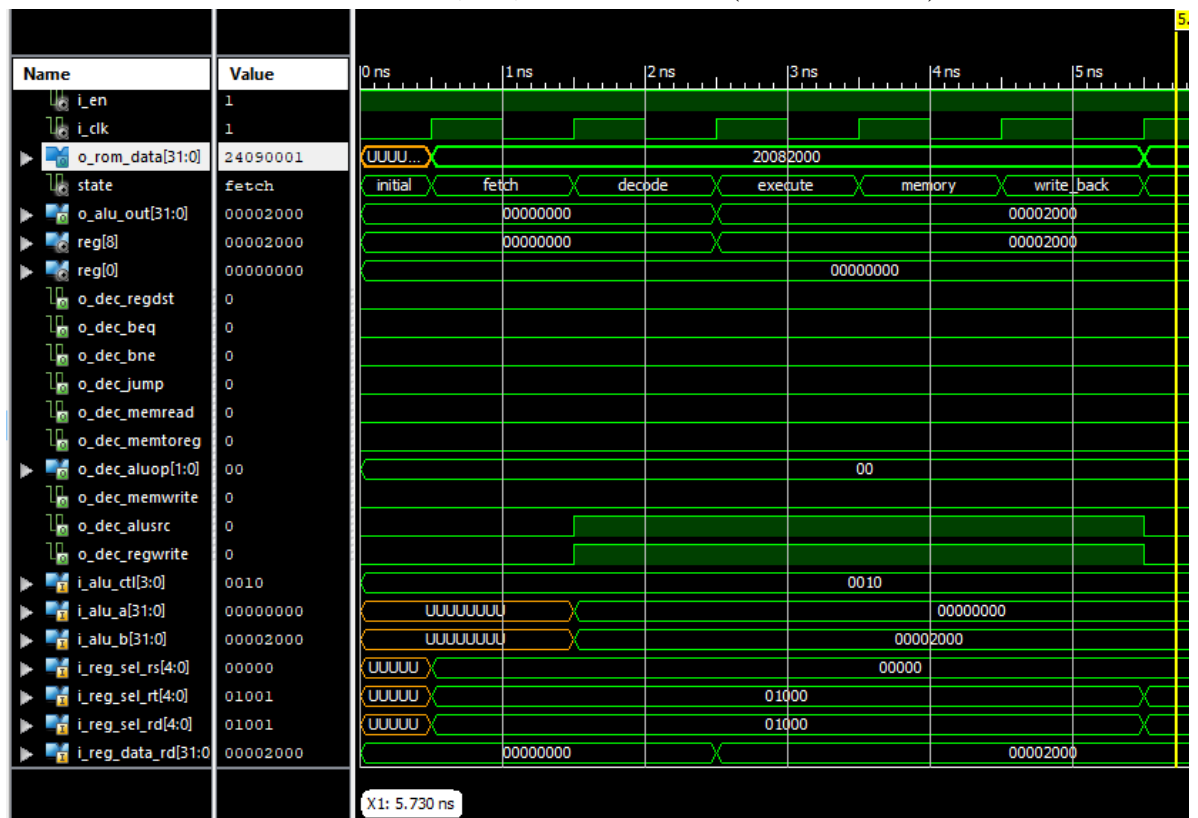 5.
Name Value 0 ns 1 ns 2 ns 3 ns 4 ns 5 ns
i_en 1
i_clk 1
o_rom_data[31:0] 24090001 UUUU... 20082000
state fetch initial fetch decode execute memory write_back
o_alu_out[31:0] 00002000 00000000 00002000
reg[8] 00002000 00000000 00002000
reg[0] 00000000 00000000
o_dec_regdst 0
o_dec_beq 0
o_dec_bne 0
o_dec_jump 0
o_dec_memread 0
o_dec_memtoreg 0
o_dec_aluop[1:0] 00 00
o_dec_memwrite 0
o_dec_alusrc 0
o_dec_regwrite 0
i_alu_ctl[3:0] 0010 0010
i_alu_a[31:0] 00000000 UUUUUUUU 00000000
i_alu_b[31:0] 00002000 UUUUUUUU 00002000
i_reg_sel_rs[4:0] 00000 UUUUU 00000
i_reg_sel_rt[4:0] 01001 UUUUU 01000
i_reg_sel_rd[4:0] 01001 UUUUU 01000
i_reg_data_rd[31:0 00002000 00000000 00002000
X1: 5.730 ns